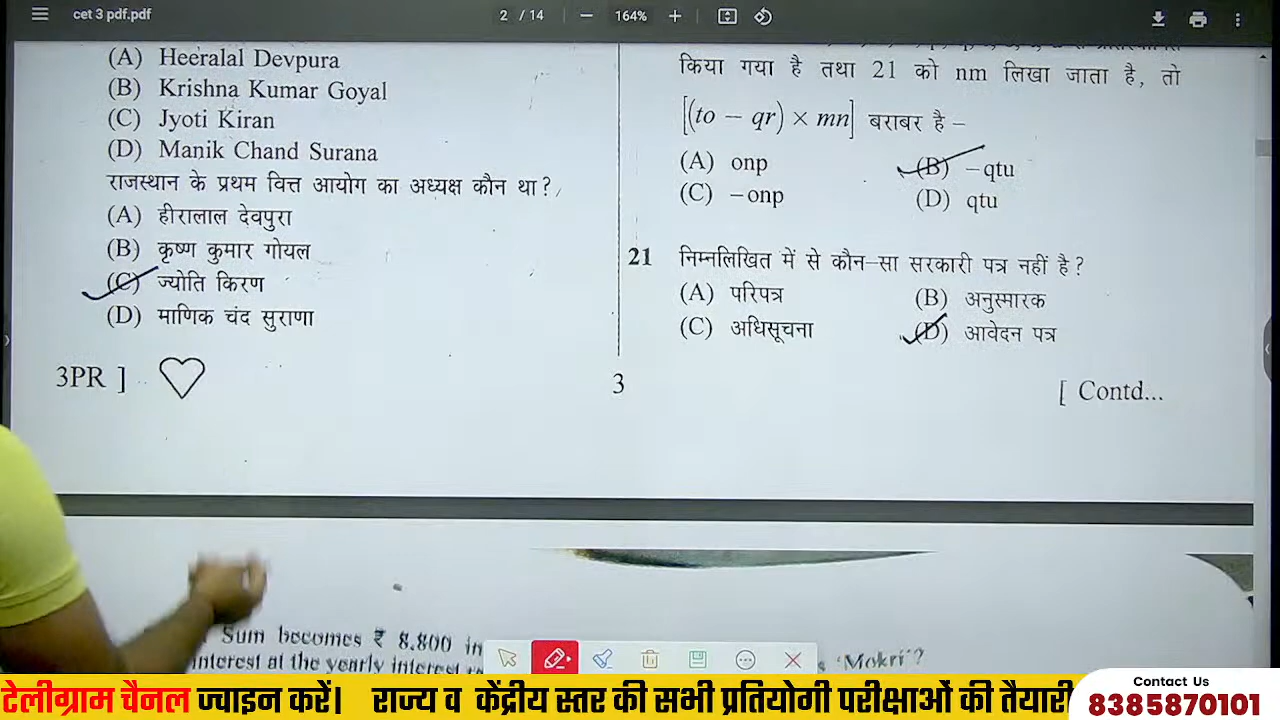 cet 3 pdf.pdf
2 / 14
164%
(A) Heeralal Devpura
(B) Krishna Kumar Goyal
(C) Jyoti Kiran
(D) Manik Chand Surana
राजस्थान के प्रथम वित्त आयोग का अध्यक्ष कौन था?
(A) हीरालाल देवपुरा
(B) कृष्ण कुमार गोयल
(C) ज्योति किरण
(D) माणिक चंद सुराणा
3PR ]
3
किया गया है तथा 21 को nm लिखा जाता है, तो
[(to − qr) × mn] बराबर है –
(A) onp (B) −qtu
(C) −onp (D) qtu
21 निम्नलिखित में से कौन-सा सरकारी पत्र नहीं है?
(A) परिपत्र (B) अनुस्मारक
(C) अधिसूचना (D) आवेदन पत्र
[ Contd...
Sum becomes ₹ 8,800 in
interest at the yearly interest
'Mokri'?
टेलीग्राम चैनल ज्वाइन करें। राज्य व केंद्रीय स्तर की सभी प्रतियोगी परीक्षाओं की तैयारी
Contact Us
8385870101